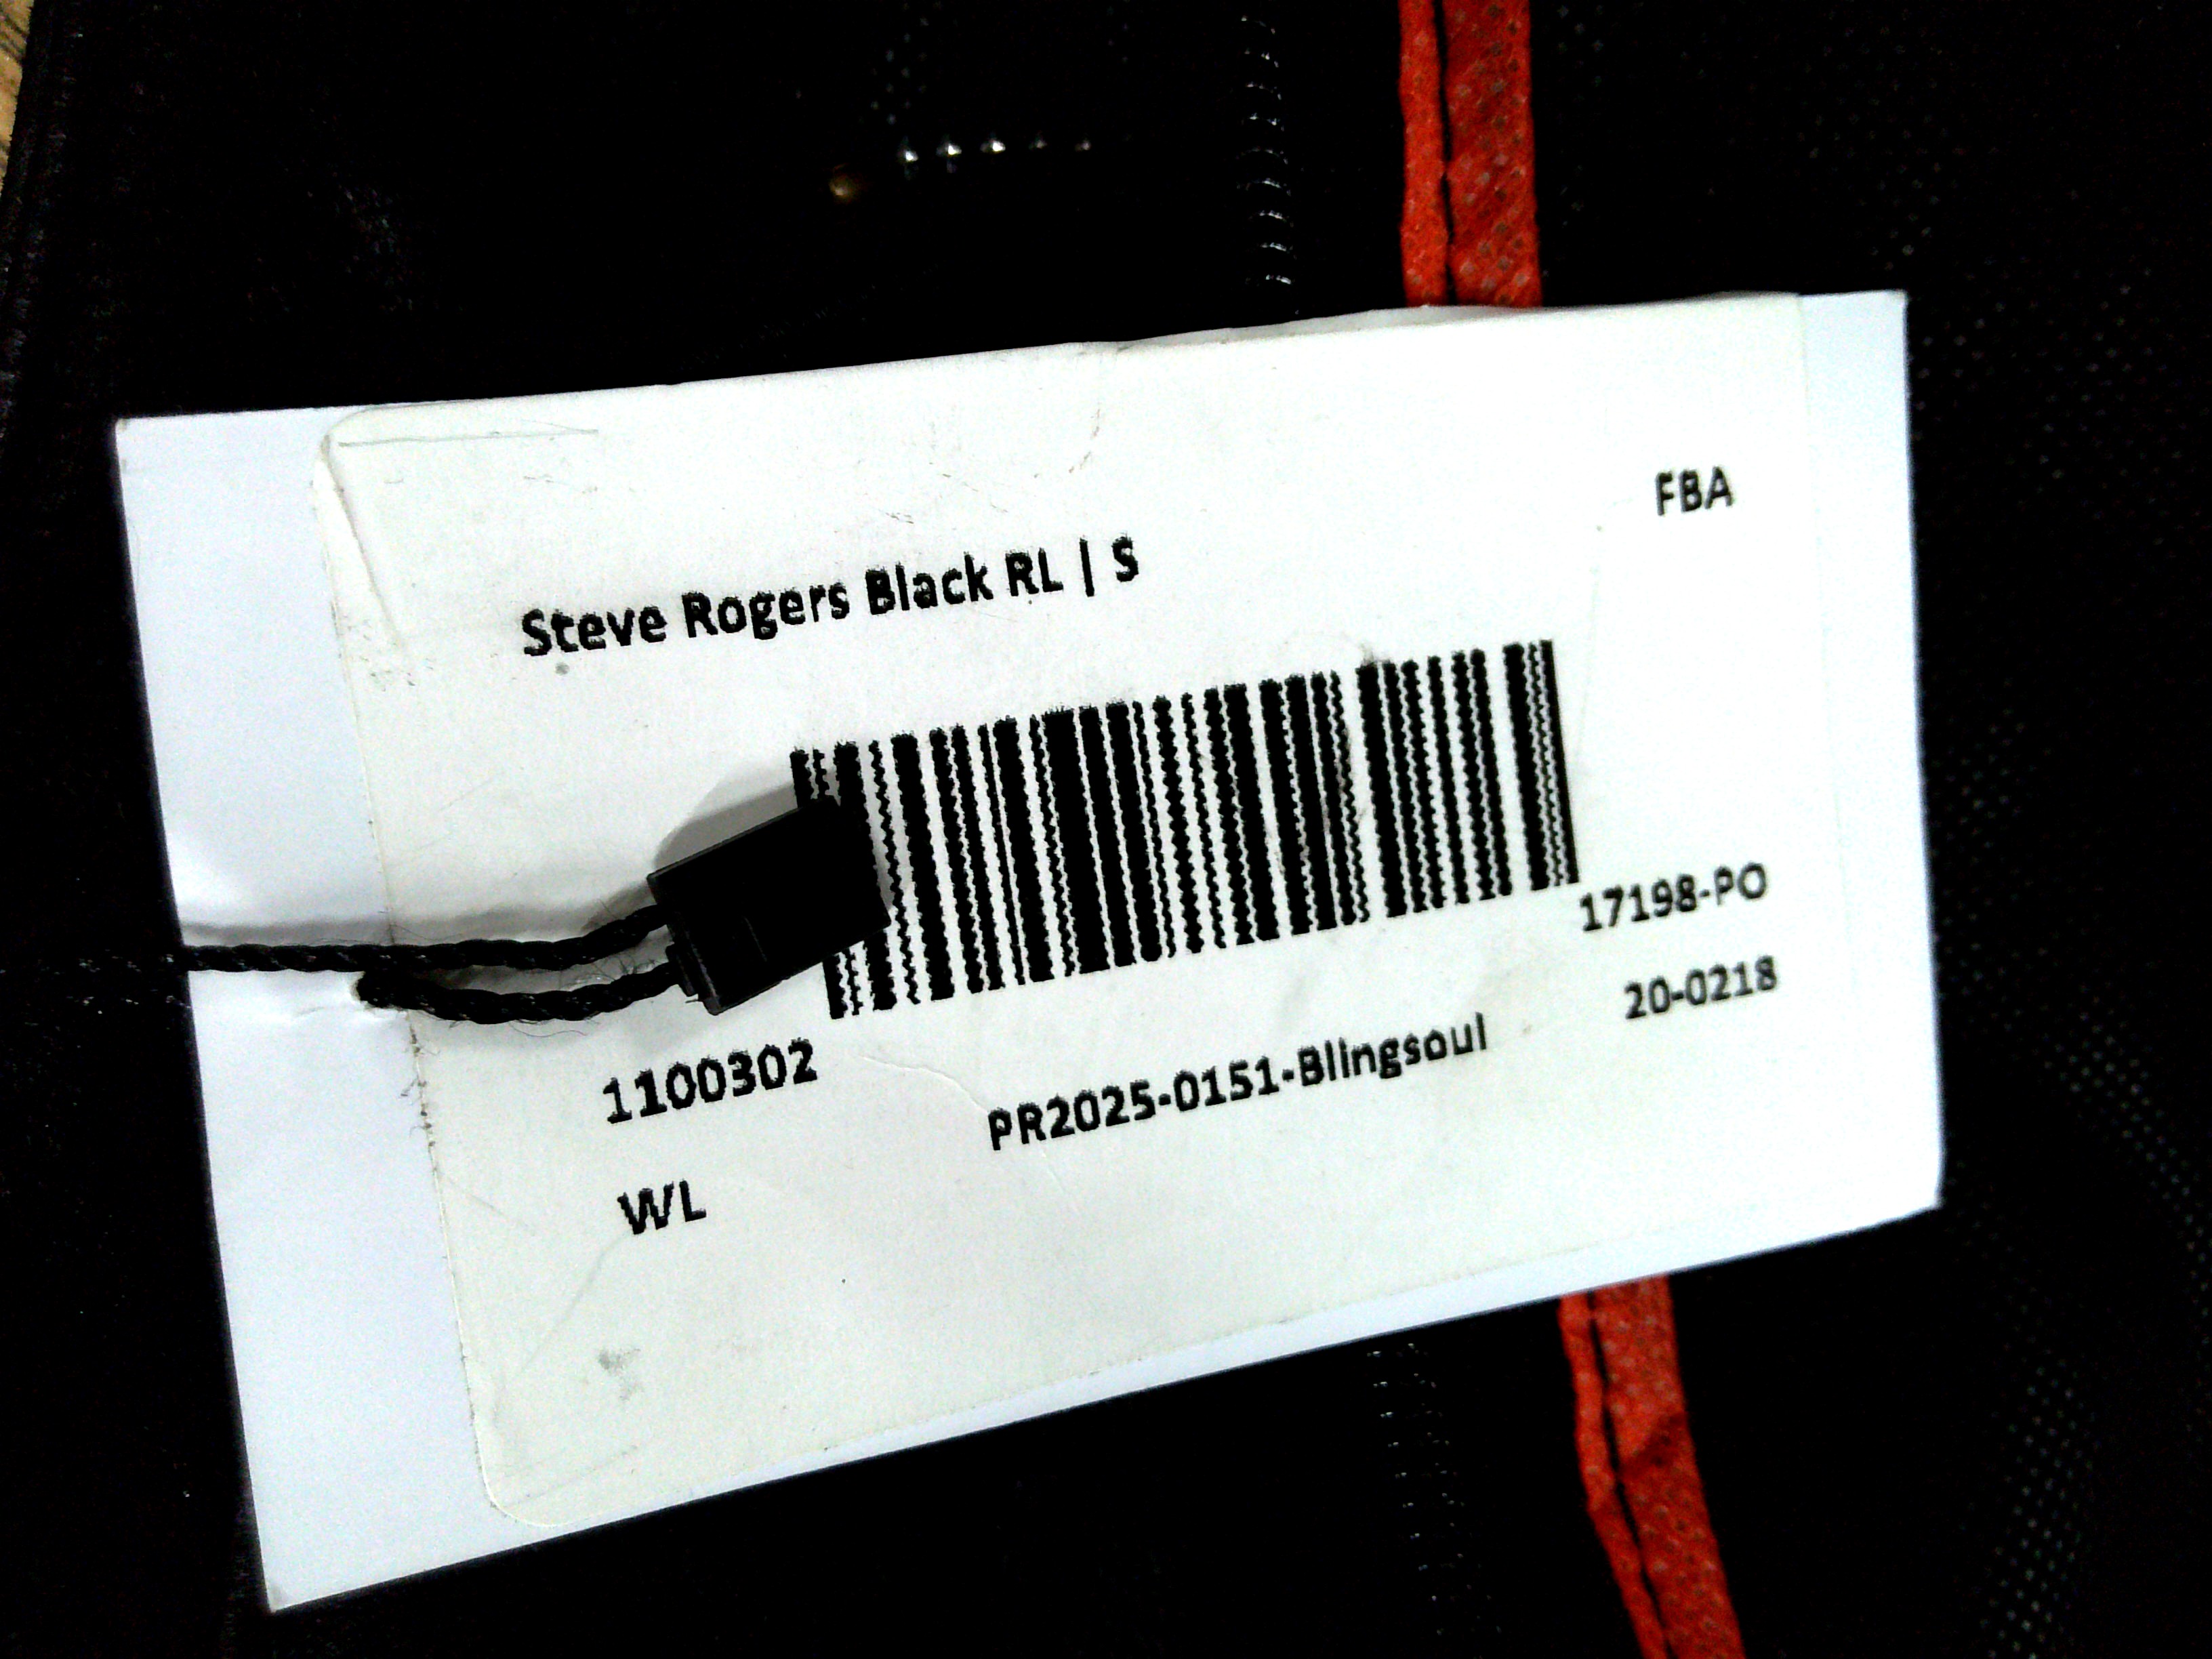 FBA
Steve Rogers Black RL | S
17198-PO
1100302
20-0218
PR2025-0151-Blingsoul
WL